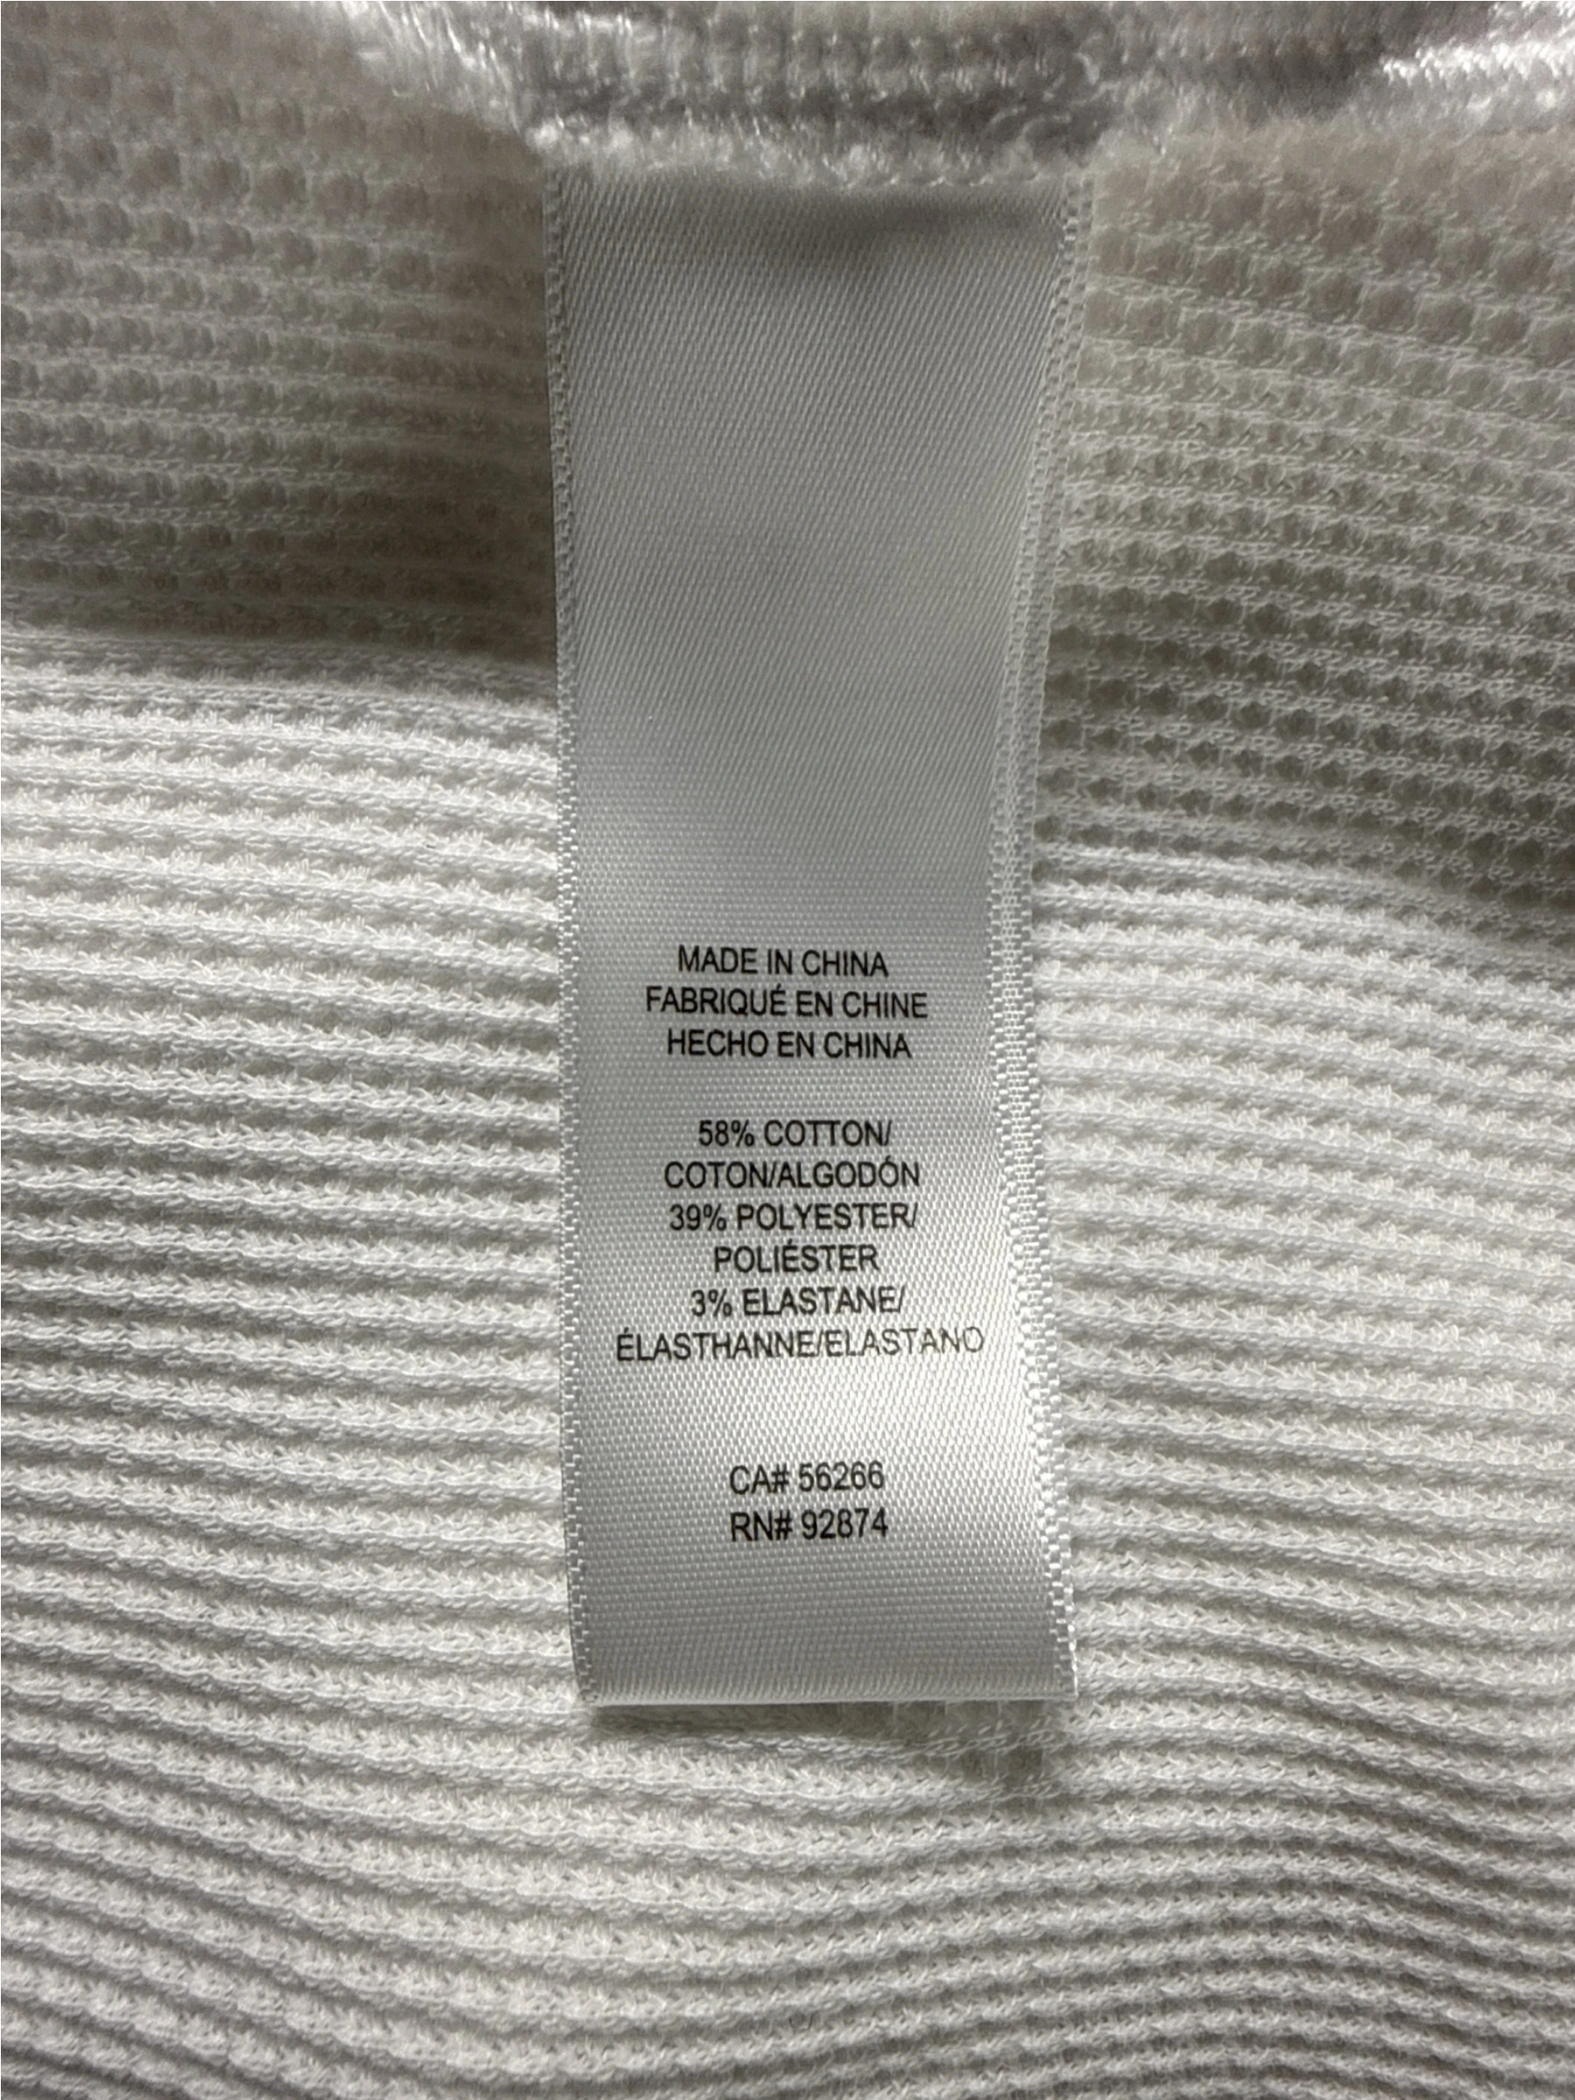 MADE IN CHINA
FABRIQUÉ EN CHINE
HECHO EN CHINA
58% COTTON/
COTON/ALGODÓN
39% POLYESTER/
POLIÉSTER
3% ELASTANE/
ÉLASTHANNE/ELASTANO
CA# 56266
RN# 92874